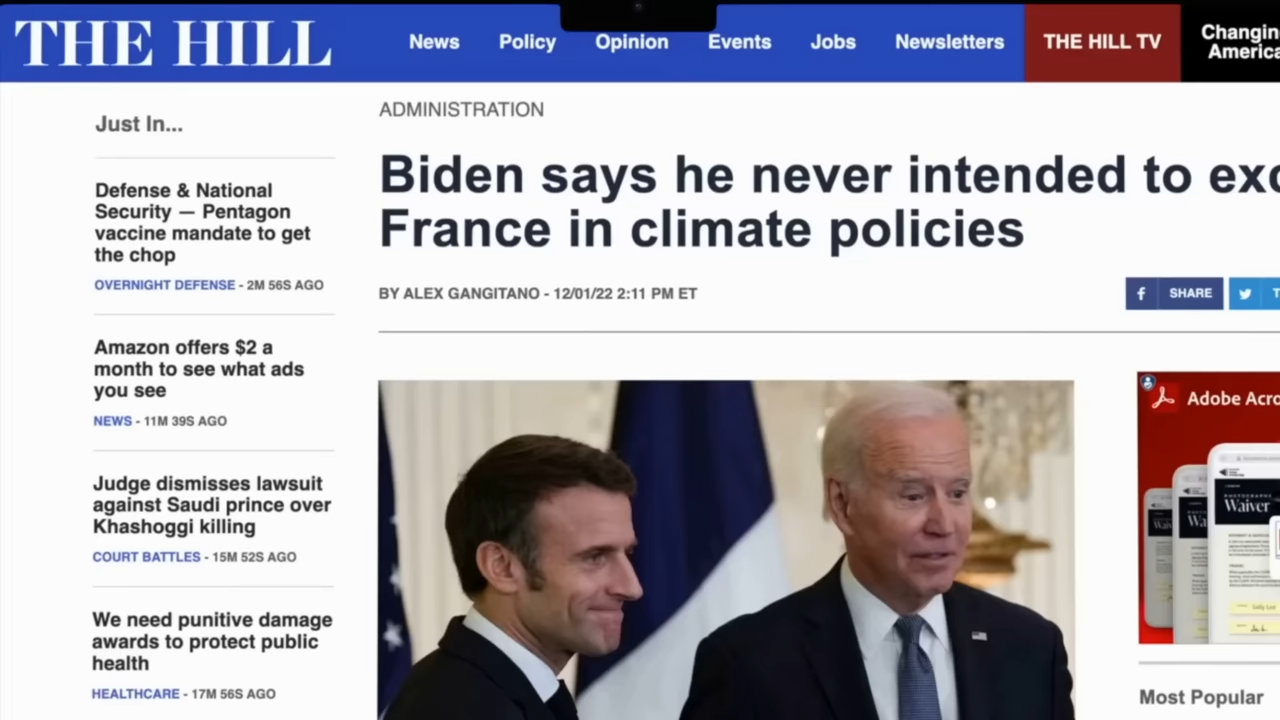 THE HILL
News Policy Opinion Events Jobs Newsletters THE HILL TV
Changin
America
Just In...
Defense & National
Security — Pentagon
vaccine mandate to get
the chop
OVERNIGHT DEFENSE - 2M 56S AGO
Amazon offers $2 a
month to see what ads
you see
NEWS - 11M 39S AGO
Judge dismisses lawsuit
against Saudi prince over
Khashoggi killing
COURT BATTLES - 15M 52S AGO
We need punitive damage
awards to protect public
health
HEALTHCARE - 17M 56S AGO
ADMINISTRATION
Biden says he never intended to exc
France in climate policies
BY ALEX GANGITANO - 12/01/22 2:11 PM ET
SHARE
T
Adobe Acro
Waiver
Most Popular